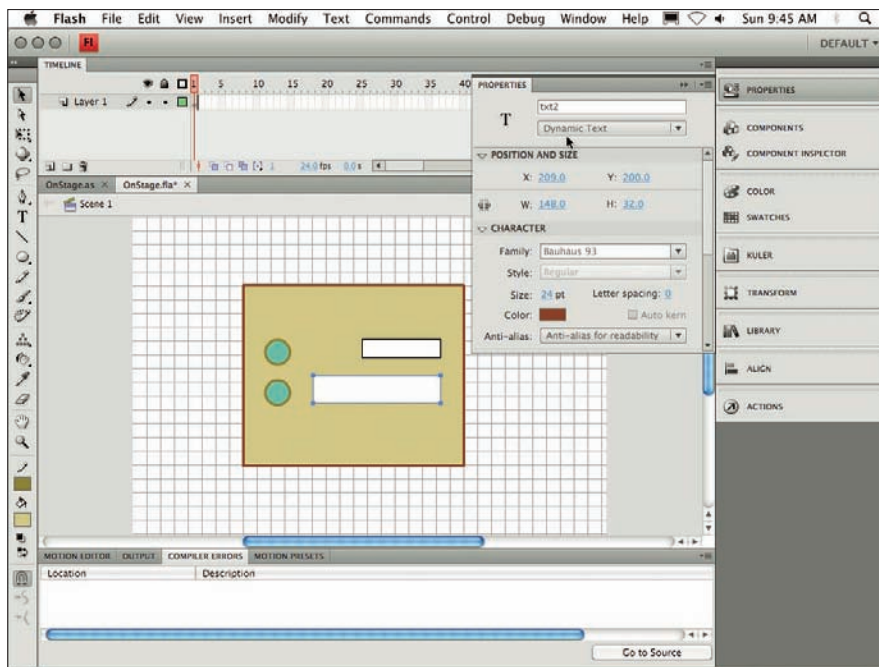 Flash File Edit View Insert Modify Text Commands Control Debug Window Help Sun 9:45 AM
Fl DEFAULT
TIMELINE
1 5 10 15 20 25 30 35 40
Layer 1
1 24.0 fps 0.0 s
PROPERTIES
T
txt2
Dynamic Text
POSITION AND SIZE
X: 209.0 Y: 200.0
W: 148.0 H: 32.0
CHARACTER
Family: Bauhaus 93
Style: Regular
Size: 24 pt Letter spacing: 0
Color: Auto kern
Anti-alias: Anti-alias for readability
PROPERTIES
COMPONENTS
COMPONENT INSPECTOR
COLOR
SWATCHES
KULER
TRANSFORM
LIBRARY
ALIGN
ACTIONS
OnStage.as × OnStage.fla* ×
Scene 1
T
MOTION EDITOR OUTPUT COMPILER ERRORS MOTION PRESETS
Location Description
Go to Source